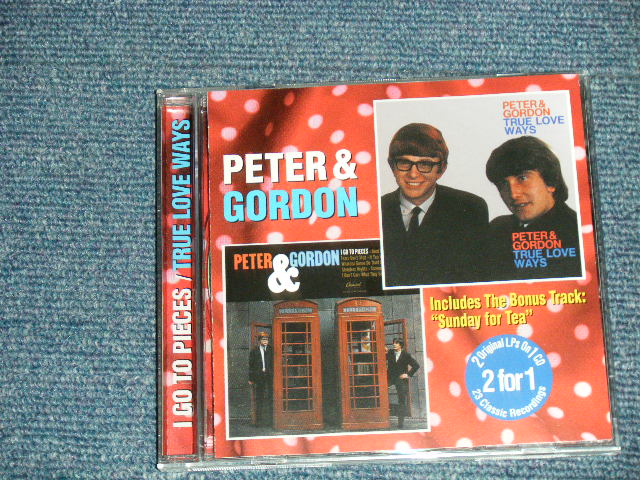 I GO TO PIECES / TRUE LOVE WAYS
PETER &
GORDON
PETER &
GORDON
TRUE LOVE
WAYS
PETER &
GORDON
TRUE LOVE
WAYS
PETER & GORDON
I GO TO PIECES
Includes The Bonus Track:
"Sunday for Tea"
2 Original LPs On 1 CD
2 for 1
23 Classic Recordings